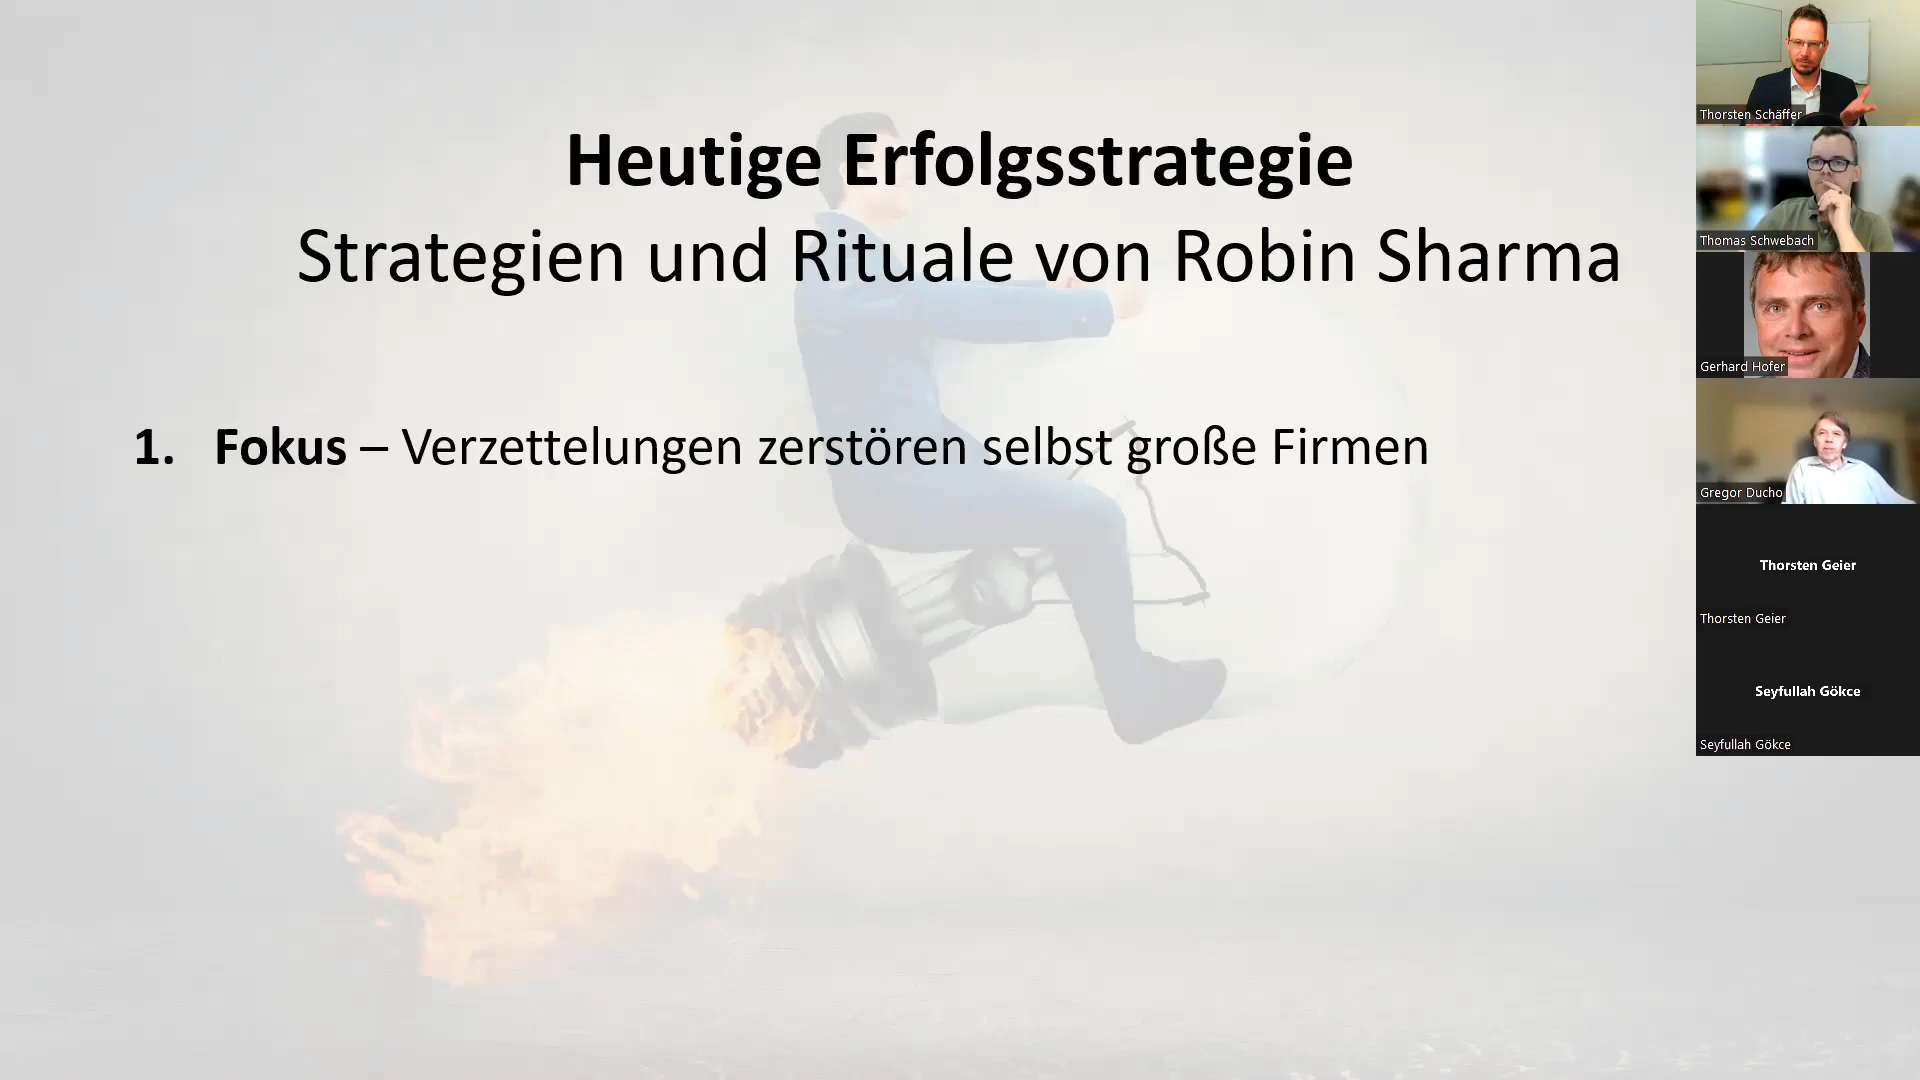 Heutige Erfolgsstrategie
Strategien und Rituale von Robin Sharma
1. Fokus – Verzettelungen zerstören selbst große Firmen
Thorsten Schäffer
Thomas Schwebach
Gerhard Hofer
Gregor Ducho
Thorsten Geier
Thorsten Geier
Seyfullah Gökce
Seyfullah Gökce